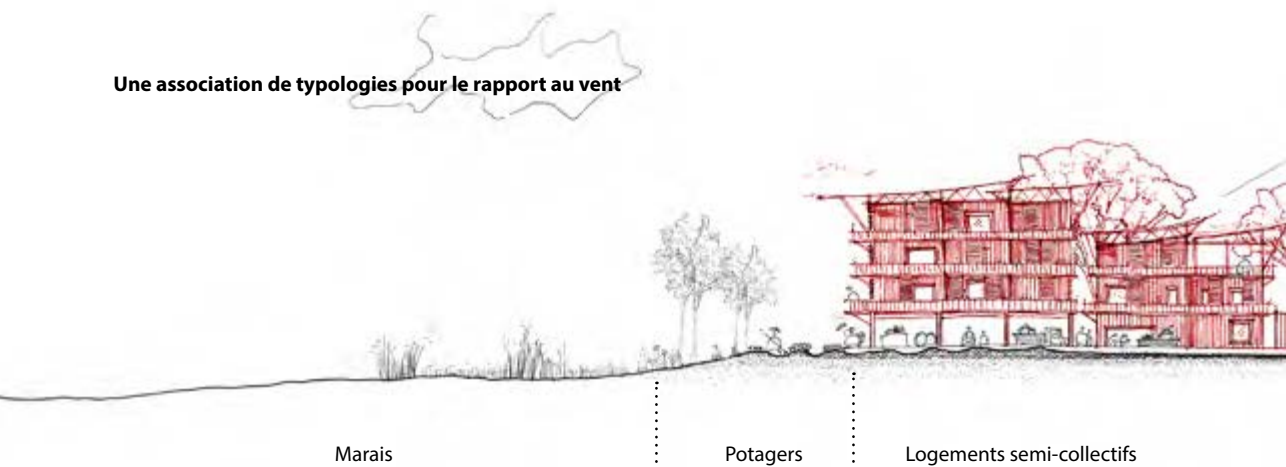 Une association de typologies pour le rapport au vent
Marais
Potagers
Logements semi-collectifs